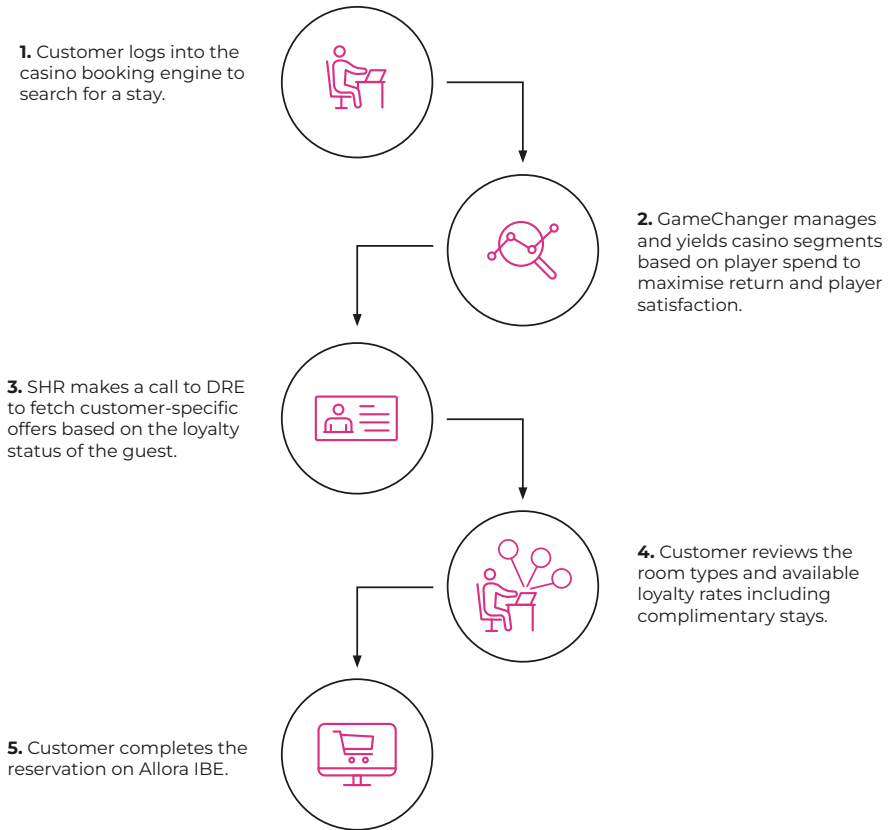 1. Customer logs into the
casino booking engine to
search for a stay.
2. GameChanger manages
and yields casino segments
based on player spend to
maximise return and player
satisfaction.
3. SHR makes a call to DRE
to fetch customer-specific
offers based on the loyalty
status of the guest.
4. Customer reviews the
room types and available
loyalty rates including
complimentary stays.
5. Customer completes the
reservation on Allora IBE.